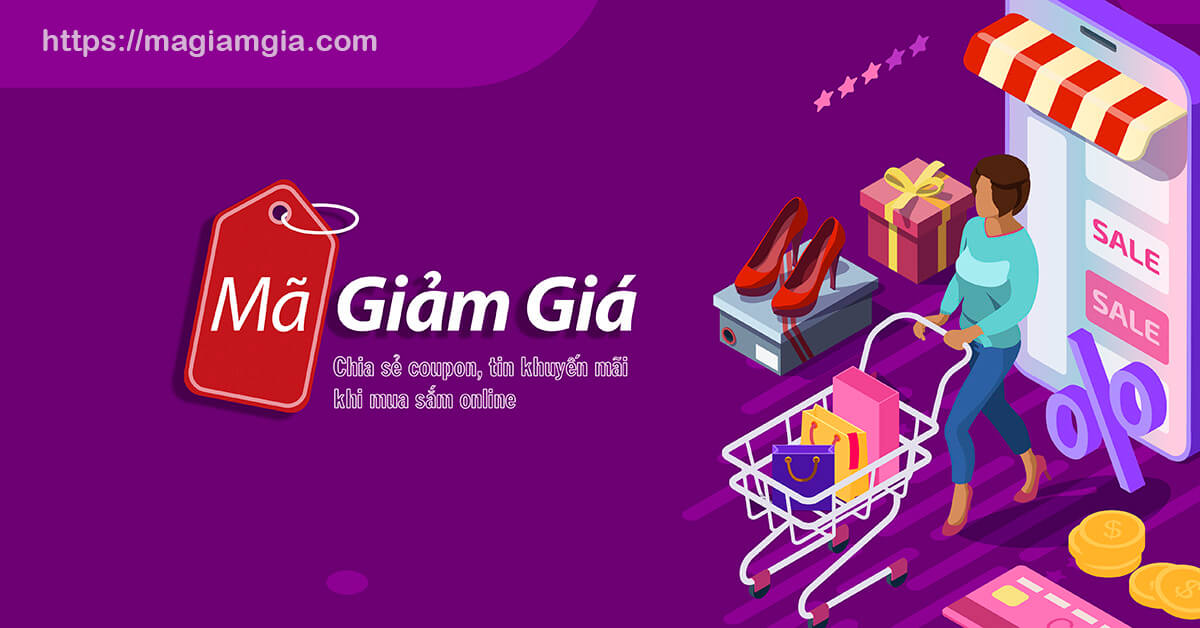 https://magiamgia.com
Mã Giảm Giá
Chia sẻ coupon, tin khuyến mãi
khi mua sắm online
SALE
SALE
$